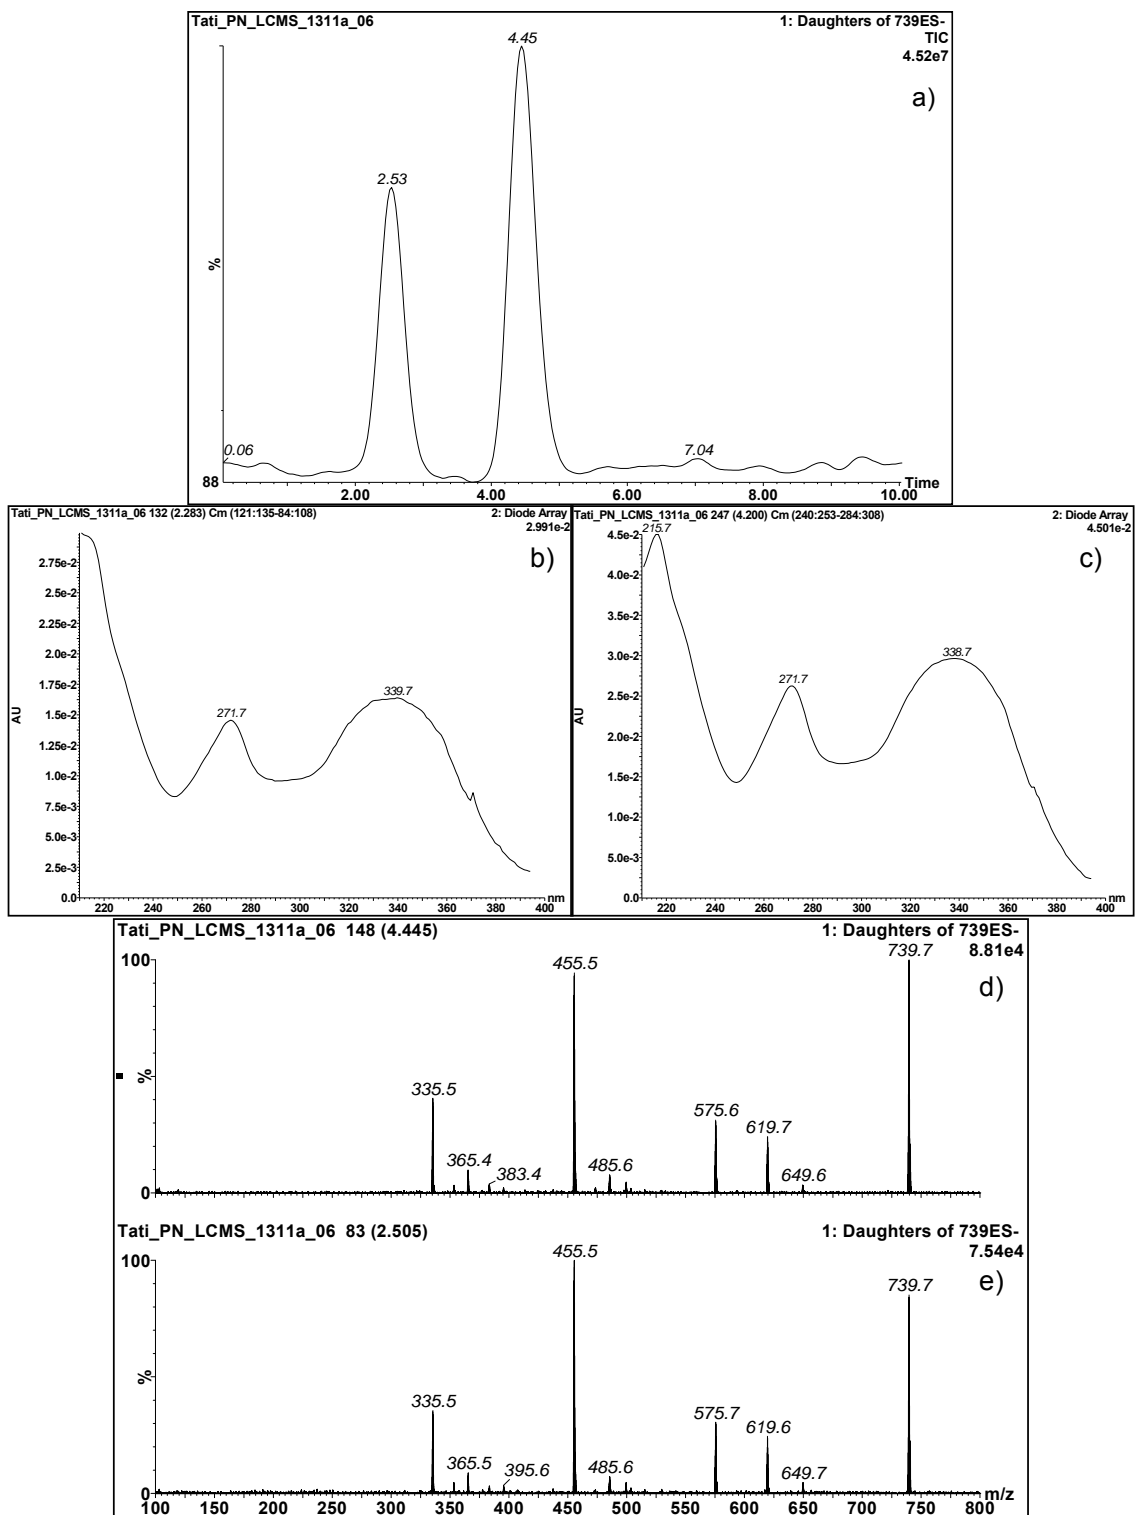 Tati_PN_LCMS_1311a_06
1: Daughters of 739ES-
TIC
4.52e7
a)
4.45
2.53
%
0.06
7.04
88
2.00 4.00 6.00 8.00 10.00
Time
Tati_PN_LCMS_1311a_06 132 (2.283) Cm (121:135-84:108)
2: Diode Array
2.991e-2
b)
AU
2.75e-2
2.5e-2
2.25e-2
2.0e-2
1.75e-2
1.5e-2
1.25e-2
1.0e-2
7.5e-3
5.0e-3
2.5e-3
0.0
271.7
339.7
220 240 260 280 300 320 340 360 380 400
nm
Tati_PN_LCMS_1311a_06 247 (4.200) Cm (240:253-284:308)
2: Diode Array
4.501e-2
c)
AU
4.5e-2
4.0e-2
3.5e-2
3.0e-2
2.5e-2
2.0e-2
1.5e-2
1.0e-2
5.0e-3
0.0
215.7
271.7
338.7
220 240 260 280 300 320 340 360 380 400
nm
Tati_PN_LCMS_1311a_06 148 (4.445)
1: Daughters of 739ES-
8.81e4
d)
100
%
0
335.5
365.4
383.4
455.5
485.6
575.6
619.7
649.6
739.7
Tati_PN_LCMS_1311a_06 83 (2.505)
1: Daughters of 739ES-
7.54e4
e)
100
%
0
335.5
365.5
395.6
455.5
485.6
575.7
619.6
649.7
739.7
100 150 200 250 300 350 400 450 500 550 600 650 700 750 800
m/z